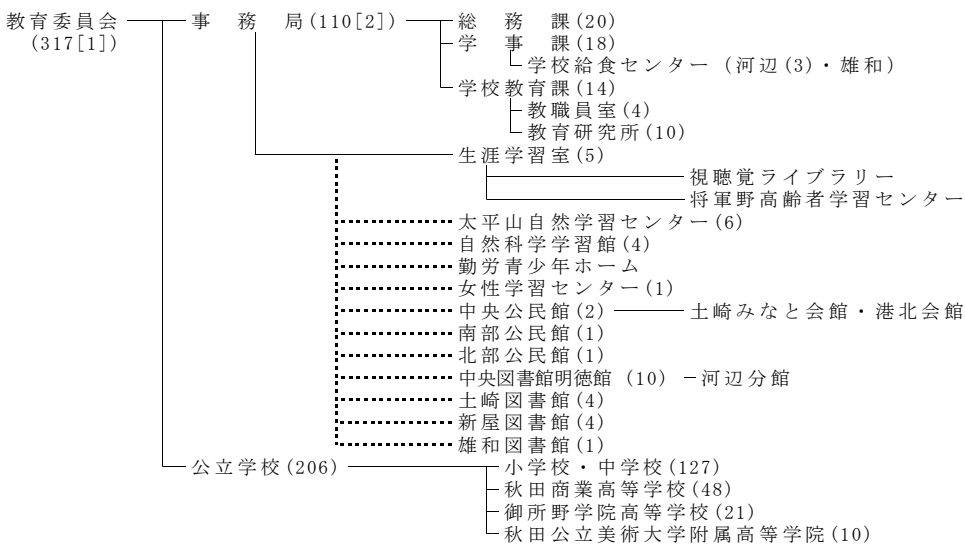 教育委員会 事務局(110[2]) 総務課(20)
(317[1]) 学事課(18)
学校給食センター (河辺(3)・雄和)
学校教育課(14)
教職員室(4)
教育研究所(10)
生涯学習室(5)
視聴覚ライブラリー
将軍野高齢者学習センター
太平山自然学習センター(6)
自然科学学習館(4)
勤労青少年ホーム
女性学習センター(1)
中央公民館(2) 土崎みなと会館・港北会館
南部公民館(1)
北部公民館(1)
中央図書館明徳館 (10) 河辺分館
土崎図書館(4)
新屋図書館(4)
雄和図書館(1)
公立学校(206) 小学校・中学校(127)
秋田商業高等学校(48)
御所野学院高等学校(21)
秋田公立美術大学附属高等学院(10)